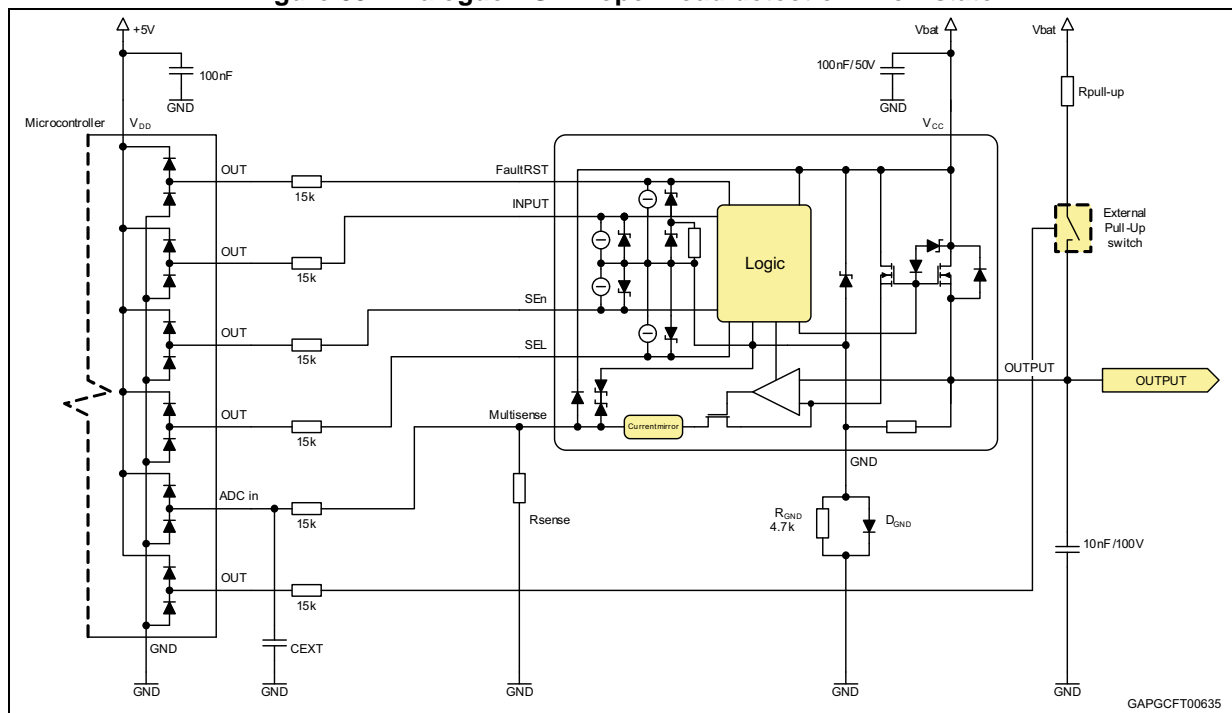 +5V
Vbat
Vbat
100nF
100nF/50V
GND
GND
Rpull-up
Microcontroller
VDD
VCC
OUT
15k
FaultRST
INPUT
OUT
15k
Logic
External
Pull-Up
switch
SEn
OUT
15k
SEL
OUTPUT
OUTPUT
OUT
15k
Multisense
Currentmirror
GND
ADC in
15k
Rsense
RGND
4.7k
DGND
10nF/100V
OUT
15k
GND
CEXT
GND
GND
GND
GND
GND
GAPGCFT00635